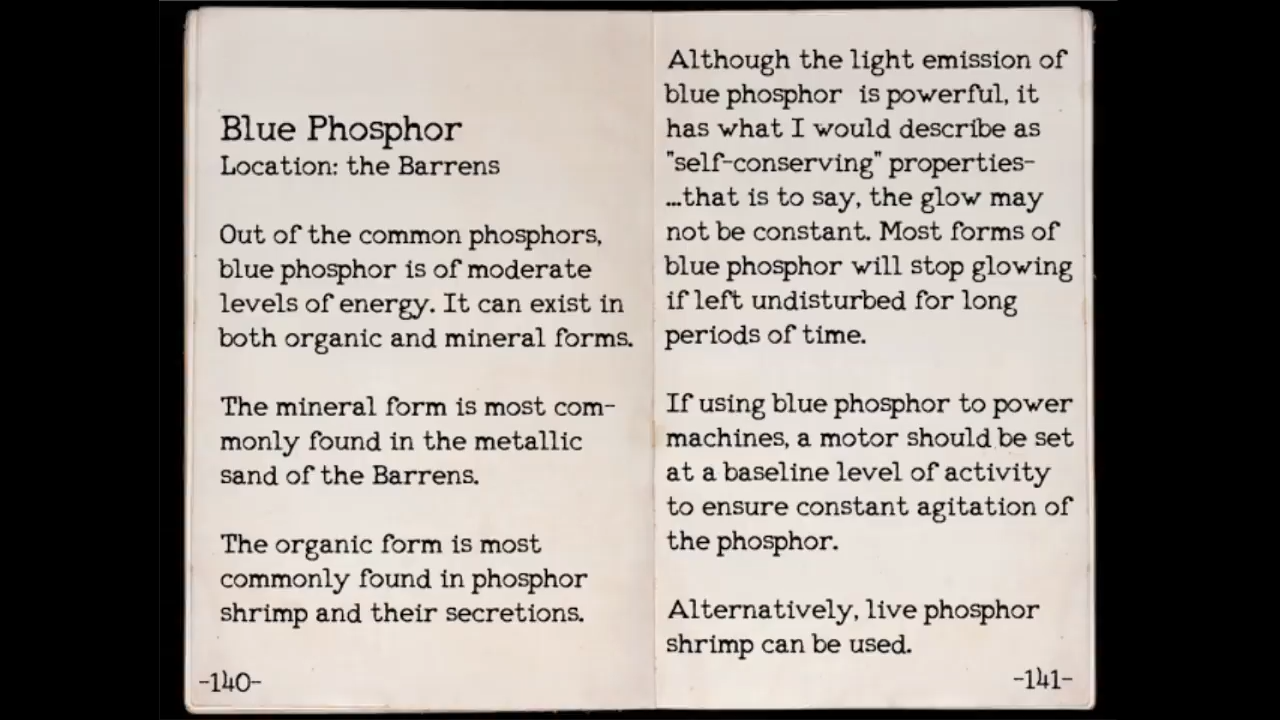 Blue Phosphor
Location: the Barrens
Out of the common phosphors,
blue phosphor is of moderate
levels of energy. It can exist in
both organic and mineral forms.
The mineral form is most com-
monly found in the metallic
sand of the Barrens.
The organic form is most
commonly found in phosphor
shrimp and their secretions.
-140-
Although the light emission of
blue phosphor is powerful, it
has what I would describe as
"self-conserving" properties-
...that is to say, the glow may
not be constant. Most forms of
blue phosphor will stop glowing
if left undisturbed for long
periods of time.
If using blue phosphor to power
machines, a motor should be set
at a baseline level of activity
to ensure constant agitation of
the phosphor.
Alternatively, live phosphor
shrimp can be used.
-141-